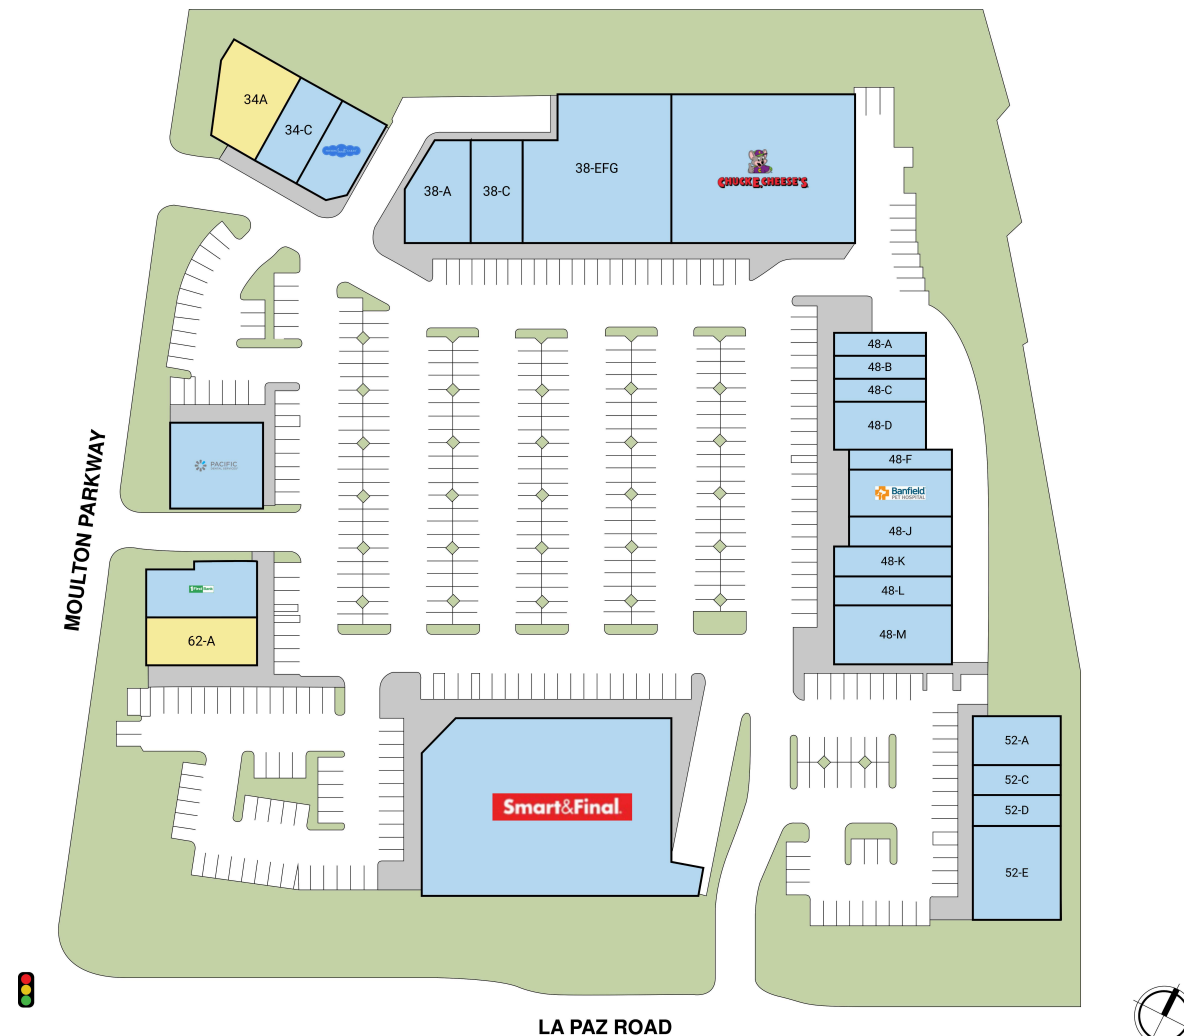 34A
34-C
38-A
38-C
38-EFG
CHUCK E. CHEESE'S
48-A
48-B
48-C
48-D
48-F
Banfield
PET HOSPITAL
48-J
48-K
48-L
48-M
PACIFIC
MOULTON PARKWAY
62-A
Smart&Final.
52-A
52-C
52-D
52-E
LA PAZ ROAD